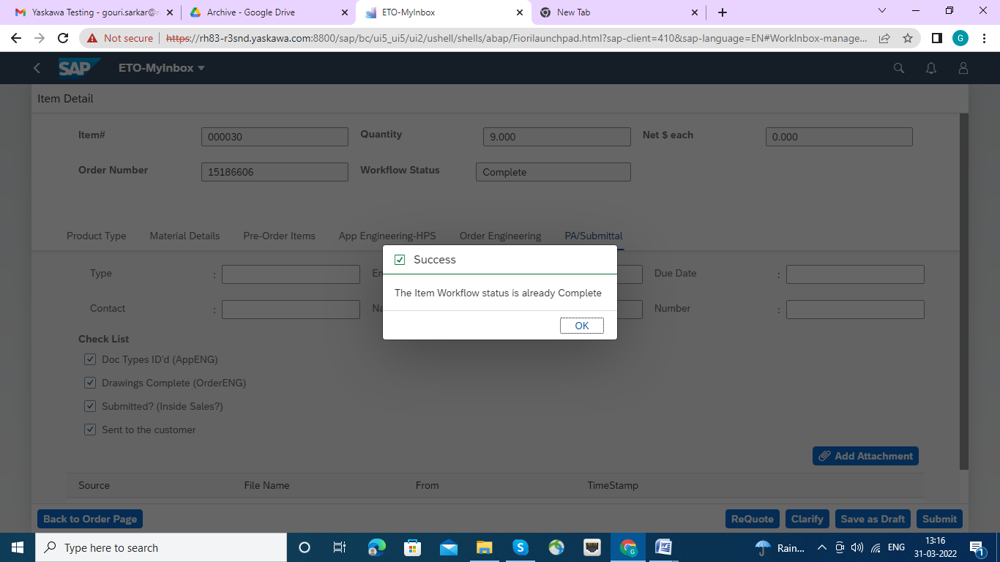 Yaskawa Testing - gouri.sarkar@
Archive - Google Drive
ETO-MyInbox
New Tab
Not secure
https://rh83-r3snd.yaskawa.com:8800/sap/bc/ui5_ui5/ui2/ushell/shells/abap/Fiorilaunchpad.html?sap-client=410&sap-language=EN#WorkInbox-manage...
G
SAP
ETO-MyInbox
Item Detail
Item# 000030 Quantity 9.000 Net $ each 0.000
Order Number 15186606 Workflow Status Complete
Product Type Material Details Pre-Order Items App Engineering-HPS Order Engineering PA/Submittal
Success
The Item Workflow status is already Complete
OK
Type : Due Date :
Contact : Number :
Check List
Doc Types ID'd (AppENG)
Drawings Complete (OrderENG)
Submitted? (Inside Sales?)
Sent to the customer
Add Attachment
Source File Name From TimeStamp
Back to Order Page ReQuote Clarify Save as Draft Submit
Type here to search
Rain...
ENG
13:16
31-03-2022
1